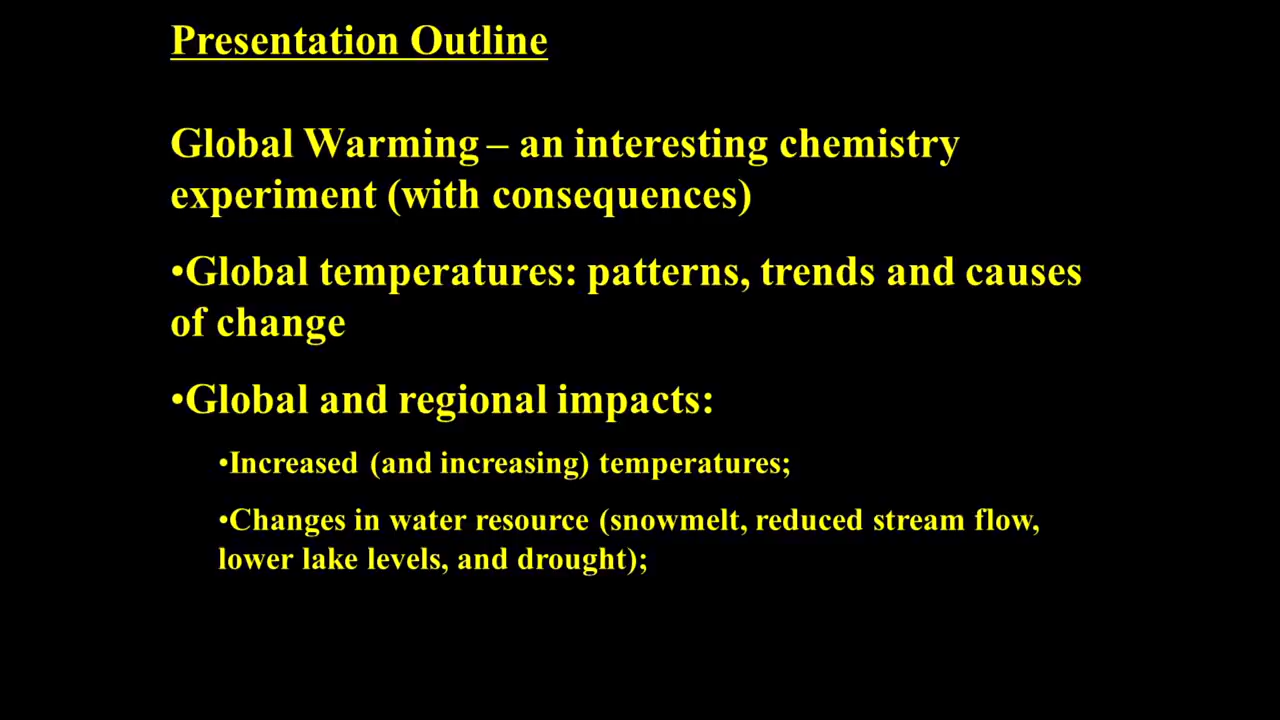 Presentation Outline
Global Warming – an interesting chemistry
experiment (with consequences)
•Global temperatures: patterns, trends and causes
of change
•Global and regional impacts:
•Increased (and increasing) temperatures;
•Changes in water resource (snowmelt, reduced stream flow,
lower lake levels, and drought);